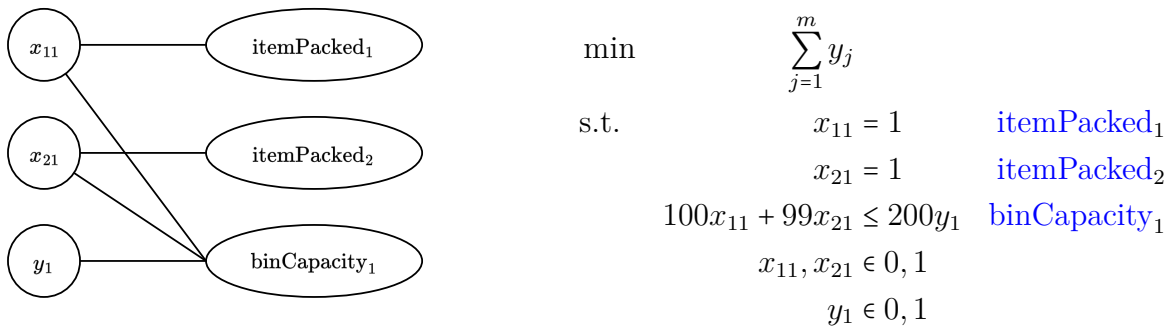 x₁₁
itemPacked₁
x₂₁
itemPacked₂
y₁
binCapacity₁
min ∑_{j=1}^{m} y_j
s.t. x₁₁ = 1 itemPacked₁
x₂₁ = 1 itemPacked₂
100x₁₁ + 99x₂₁ ≤ 200y₁ binCapacity₁
x₁₁, x₂₁ ∈ 0, 1
y₁ ∈ 0, 1